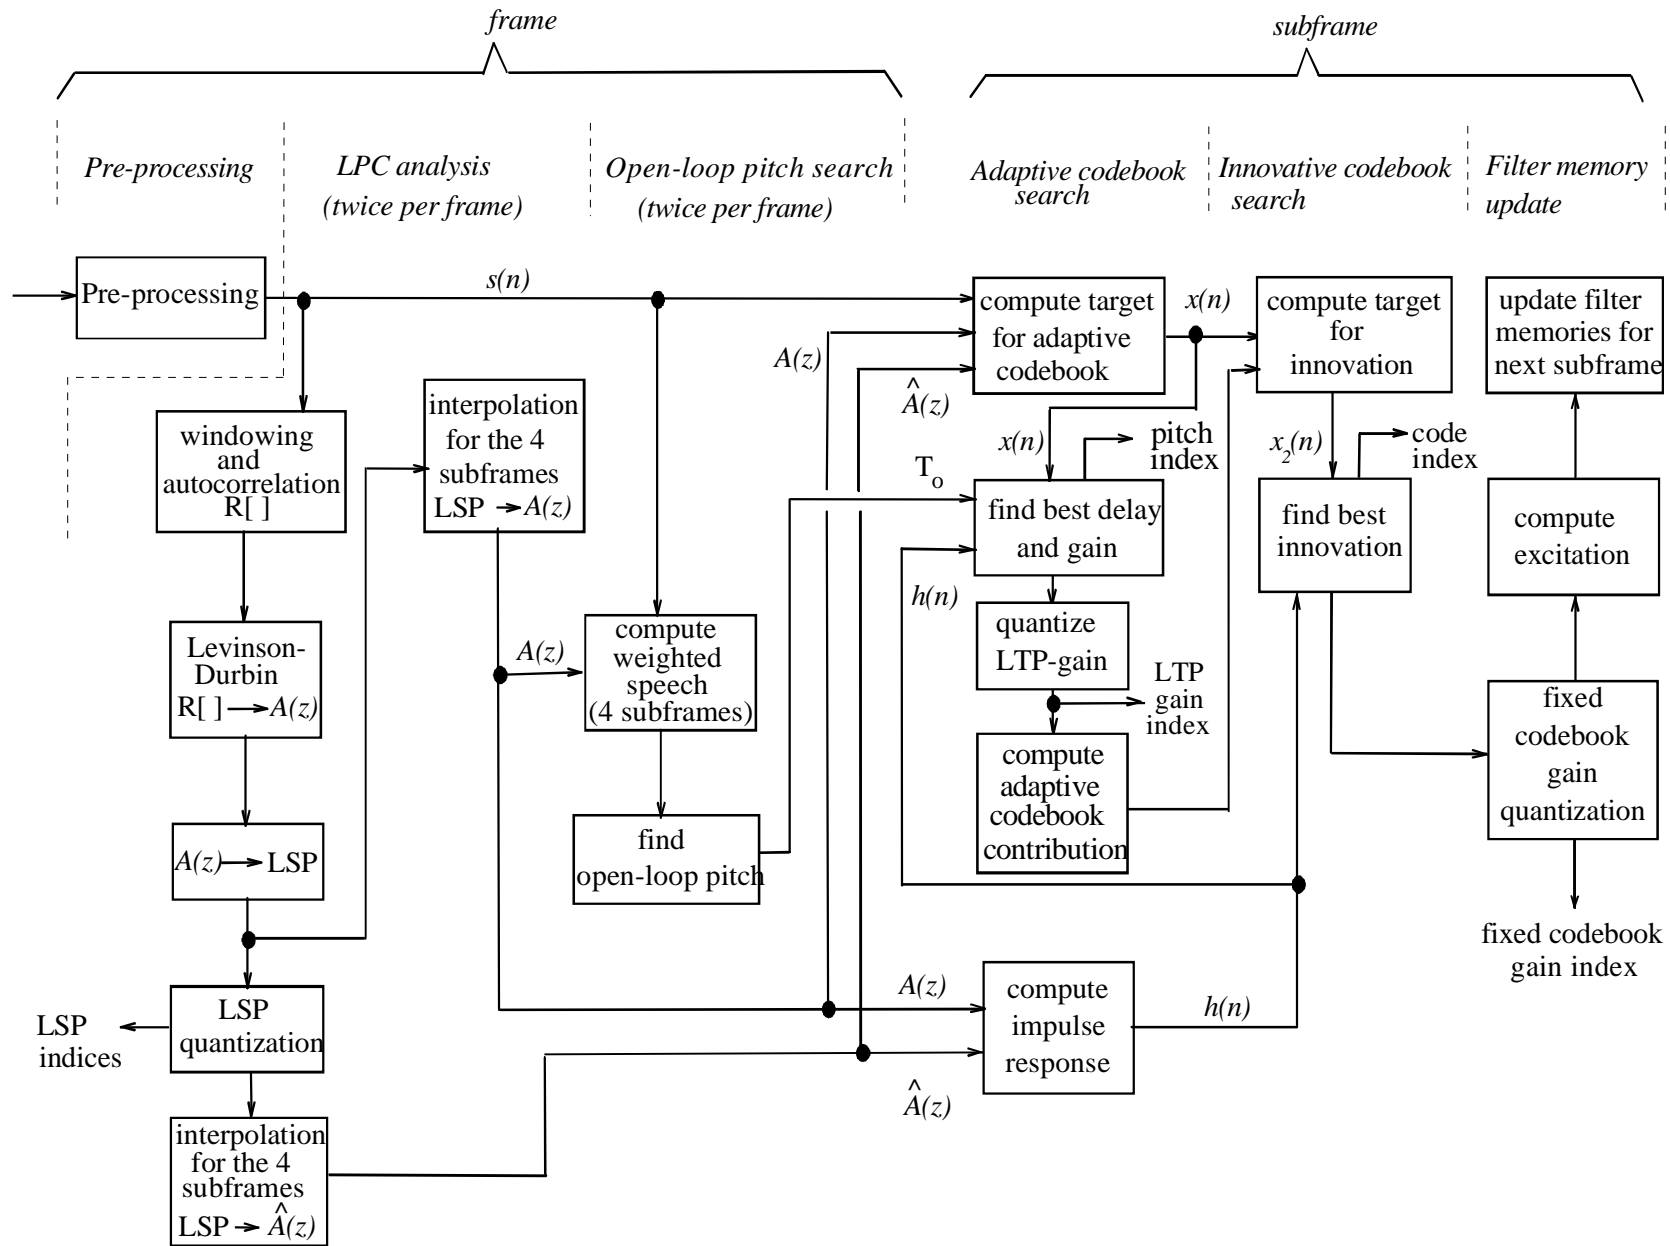 frame
subframe
Pre-processing
LPC analysis
(twice per frame)
Open-loop pitch search
(twice per frame)
Adaptive codebook
search
Innovative codebook
search
Filter memory
update
Pre-processing
s(n)
windowing
and
autocorrelation
R[ ]
Levinson-
Durbin
R[ ] → A(z)
A(z) → LSP
LSP
quantization
LSP
indices
interpolation
for the 4
subframes
LSP → Â(z)
interpolation
for the 4
subframes
LSP → A(z)
A(z)
compute
weighted
speech
(4 subframes)
find
open-loop pitch
A(z)
Â(z)
T₀
compute target
for adaptive
codebook
x(n)
x(n)
pitch
index
find best delay
and gain
h(n)
quantize
LTP-gain
LTP
gain
index
compute
adaptive
codebook
contribution
A(z)
Â(z)
compute
impulse
response
h(n)
compute target
for
innovation
x₂(n)
code
index
find best
innovation
update filter
memories for
next subframe
compute
excitation
fixed
codebook
gain
quantization
fixed codebook
gain index